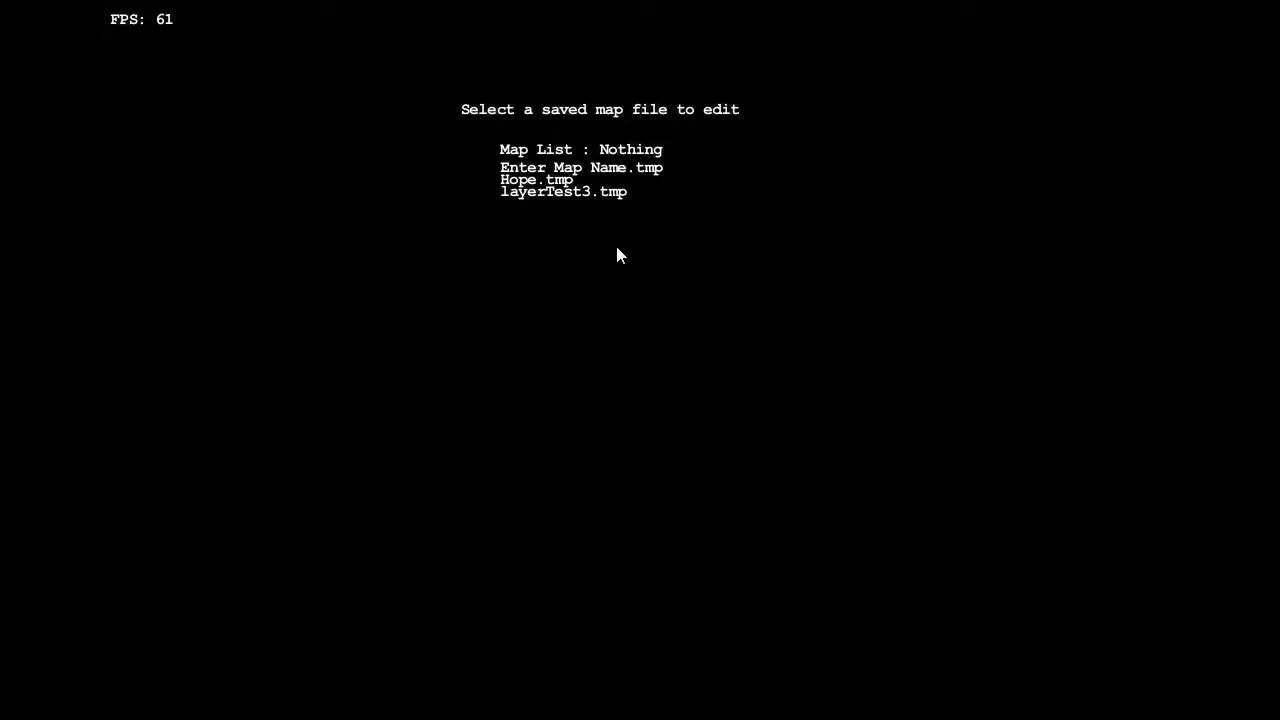 FPS: 61
Select a saved map file to edit
Map List : Nothing
Enter Map Name.tmp
Hope.tmp
layerTest3.tmp